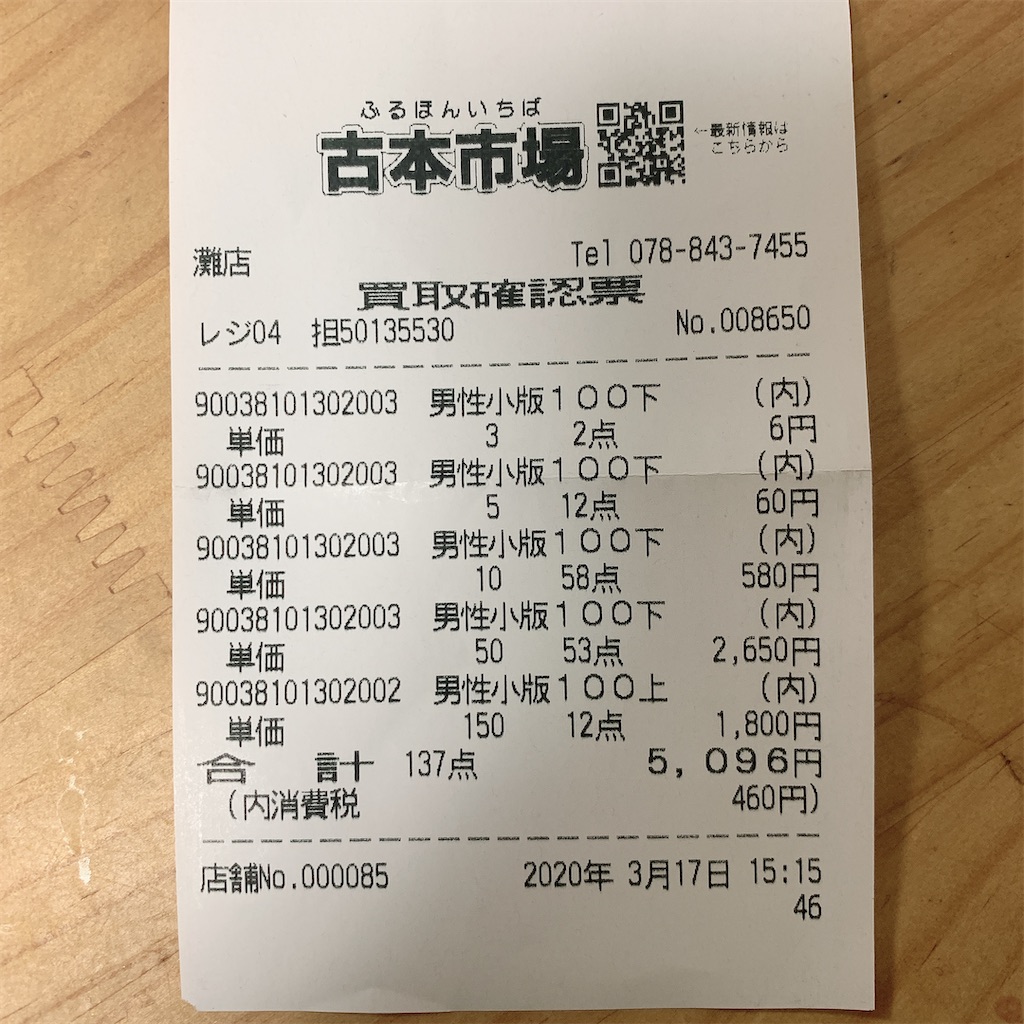 ふるほんいちば
古本市場
←最新情報は
こちらから
灘店 Tel 078-843-7455
買取確認票
レジ04 担50135530 No.008650
90038101302003 男性小版100下 (内)
単価 3 2点 6円
90038101302003 男性小版100下 (内)
単価 5 12点 60円
90038101302003 男性小版100下 (内)
単価 10 58点 580円
90038101302003 男性小版100下 (内)
単価 50 53点 2,650円
90038101302002 男性小版100上 (内)
単価 150 12点 1,800円
合計 137点 5,096円
(内消費税 460円)
店舗No.000085 2020年 3月17日 15:15
46